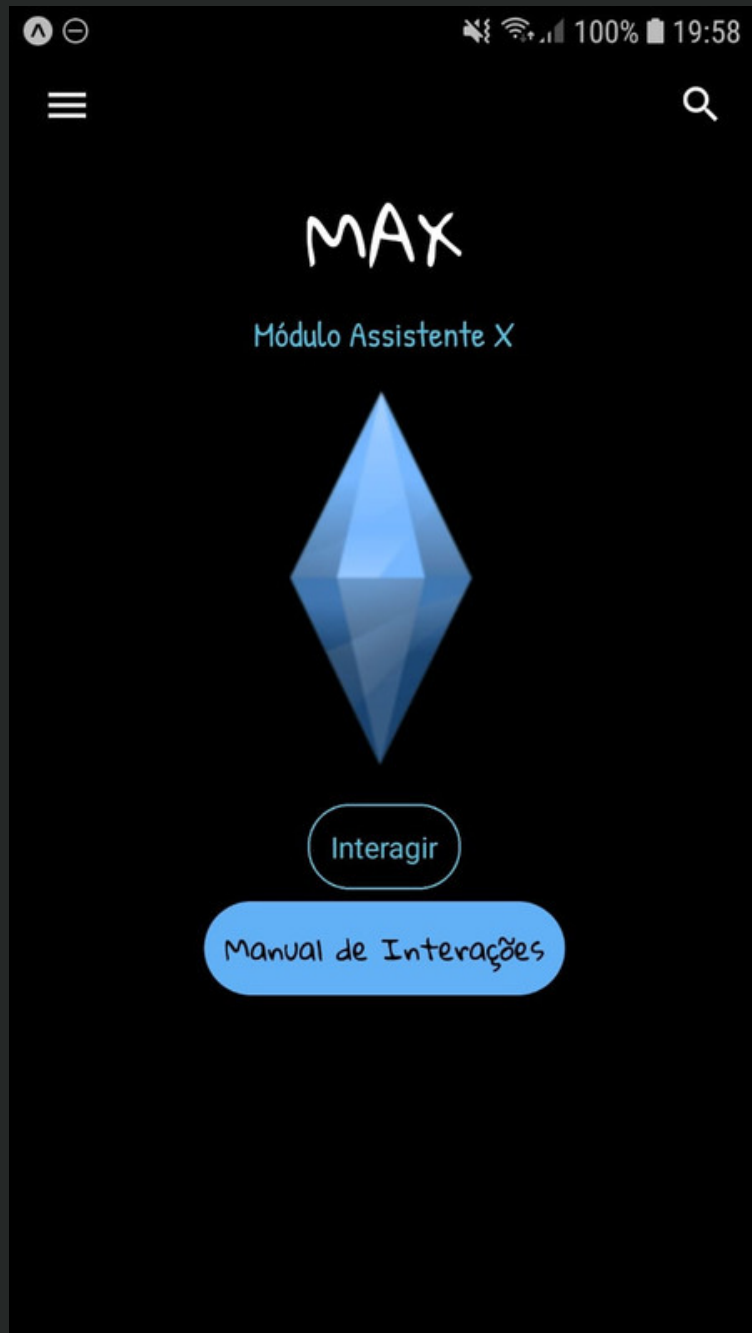 100% 19:58
MAX
Módulo Assistente X
Interagir
Manual de Interações